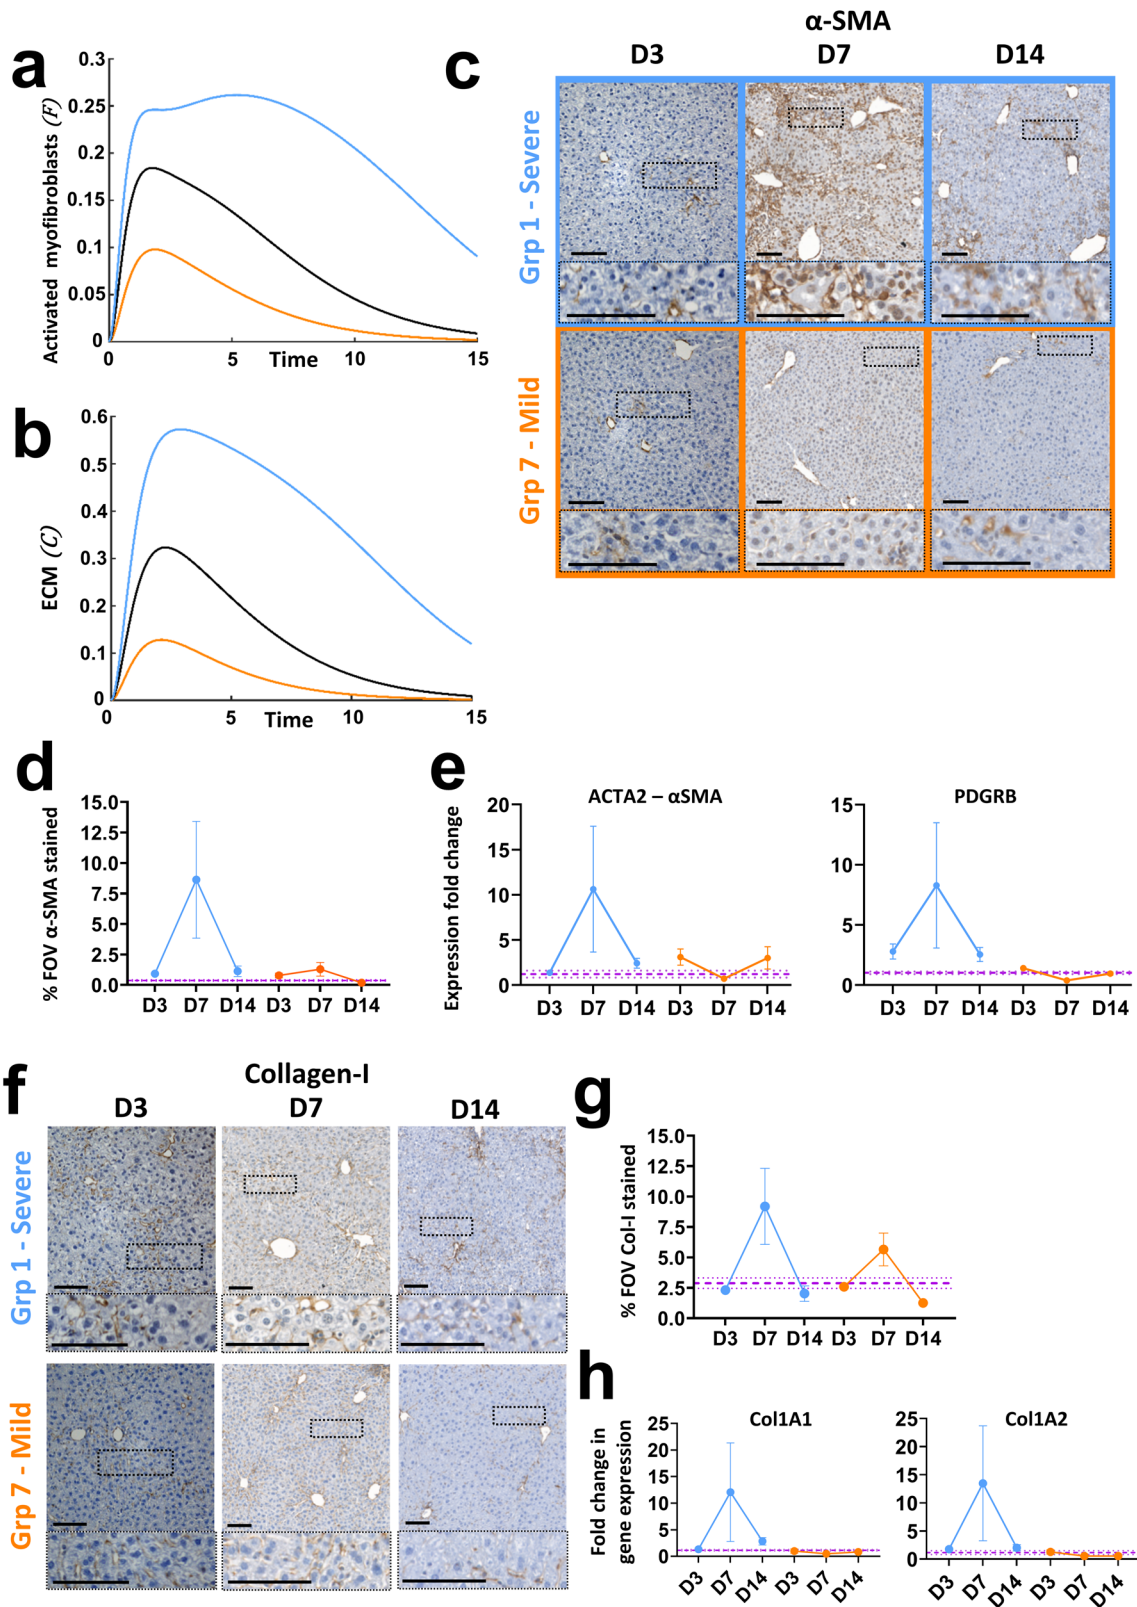 a
0.3
0.25
0.2
0.15
0.1
0.05
0
Activated myofibroblasts (F)
0 5 10 15
Time
b
0.6
0.5
0.4
0.3
0.2
0.1
0
ECM (C)
0 5 10 15
Time
c
α-SMA
D3 D7 D14
Grp 1 - Severe
Grp 7 - Mild
d
15.0
12.5
10.0
7.5
5.0
2.5
0.0
% FOV α-SMA stained
D3 D7 D14 D3 D7 D14
e
ACTA2 – αSMA
20
15
10
5
0
Expression fold change
D3 D7 D14 D3 D7 D14
PDGRB
15
10
5
0
D3 D7 D14 D3 D7 D14
f
Collagen-I
D3 D7 D14
Grp 1 - Severe
Grp 7 - Mild
g
15.0
12.5
10.0
7.5
5.0
2.5
0.0
% FOV Col-I stained
D3 D7 D14 D3 D7 D14
h
Col1A1
25
20
15
10
5
0
Fold change in
gene expression
D3 D7 D14 D3 D7 D14
Col1A2
25
20
15
10
5
0
D3 D7 D14 D3 D7 D14